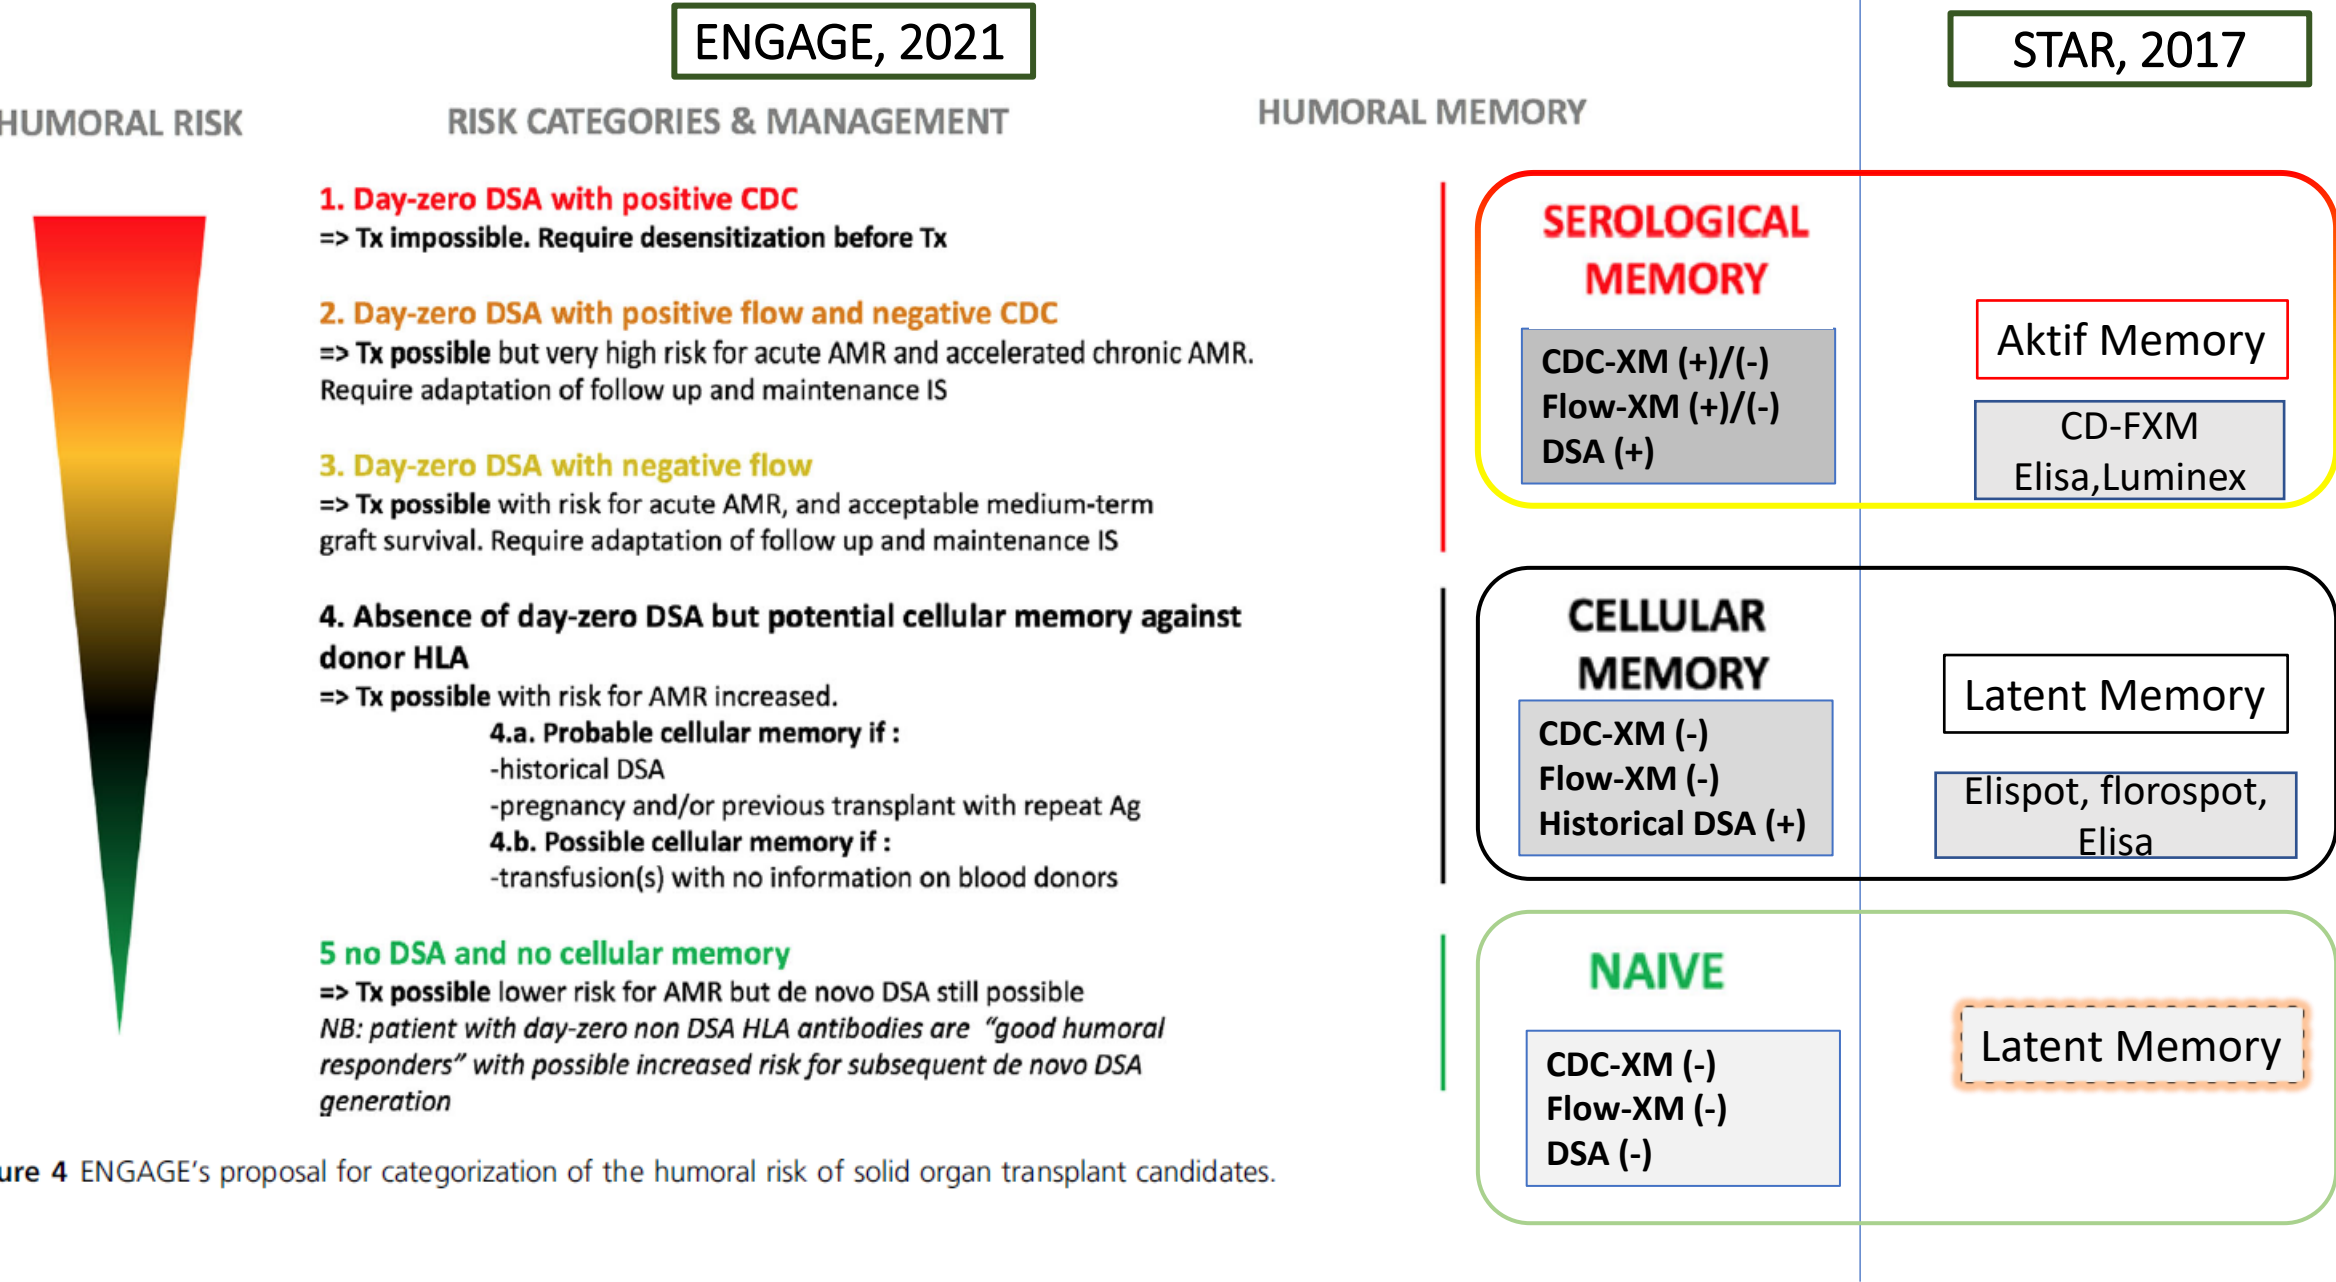 ENGAGE, 2021
STAR, 2017
HUMORAL RISK
RISK CATEGORIES & MANAGEMENT
HUMORAL MEMORY
1. Day-zero DSA with positive CDC
=> Tx impossible. Require desensitization before Tx
2. Day-zero DSA with positive flow and negative CDC
=> Tx possible but very high risk for acute AMR and accelerated chronic AMR.
Require adaptation of follow up and maintenance IS
3. Day-zero DSA with negative flow
=> Tx possible with risk for acute AMR, and acceptable medium-term
graft survival. Require adaptation of follow up and maintenance IS
4. Absence of day-zero DSA but potential cellular memory against
donor HLA
=> Tx possible with risk for AMR increased.
4.a. Probable cellular memory if :
-historical DSA
-pregnancy and/or previous transplant with repeat Ag
4.b. Possible cellular memory if :
-transfusion(s) with no information on blood donors
5 no DSA and no cellular memory
=> Tx possible lower risk for AMR but de novo DSA still possible
NB: patient with day-zero non DSA HLA antibodies are "good humoral
responders" with possible increased risk for subsequent de novo DSA
generation
SEROLOGICAL
MEMORY
CDC-XM (+)/(-)
Flow-XM (+)/(-)
DSA (+)
Aktif Memory
CD-FXM
Elisa,Luminex
CELLULAR
MEMORY
CDC-XM (-)
Flow-XM (-)
Historical DSA (+)
Latent Memory
Elispot, florospot,
Elisa
NAIVE
CDC-XM (-)
Flow-XM (-)
DSA (-)
Latent Memory
ure 4 ENGAGE's proposal for categorization of the humoral risk of solid organ transplant candidates.